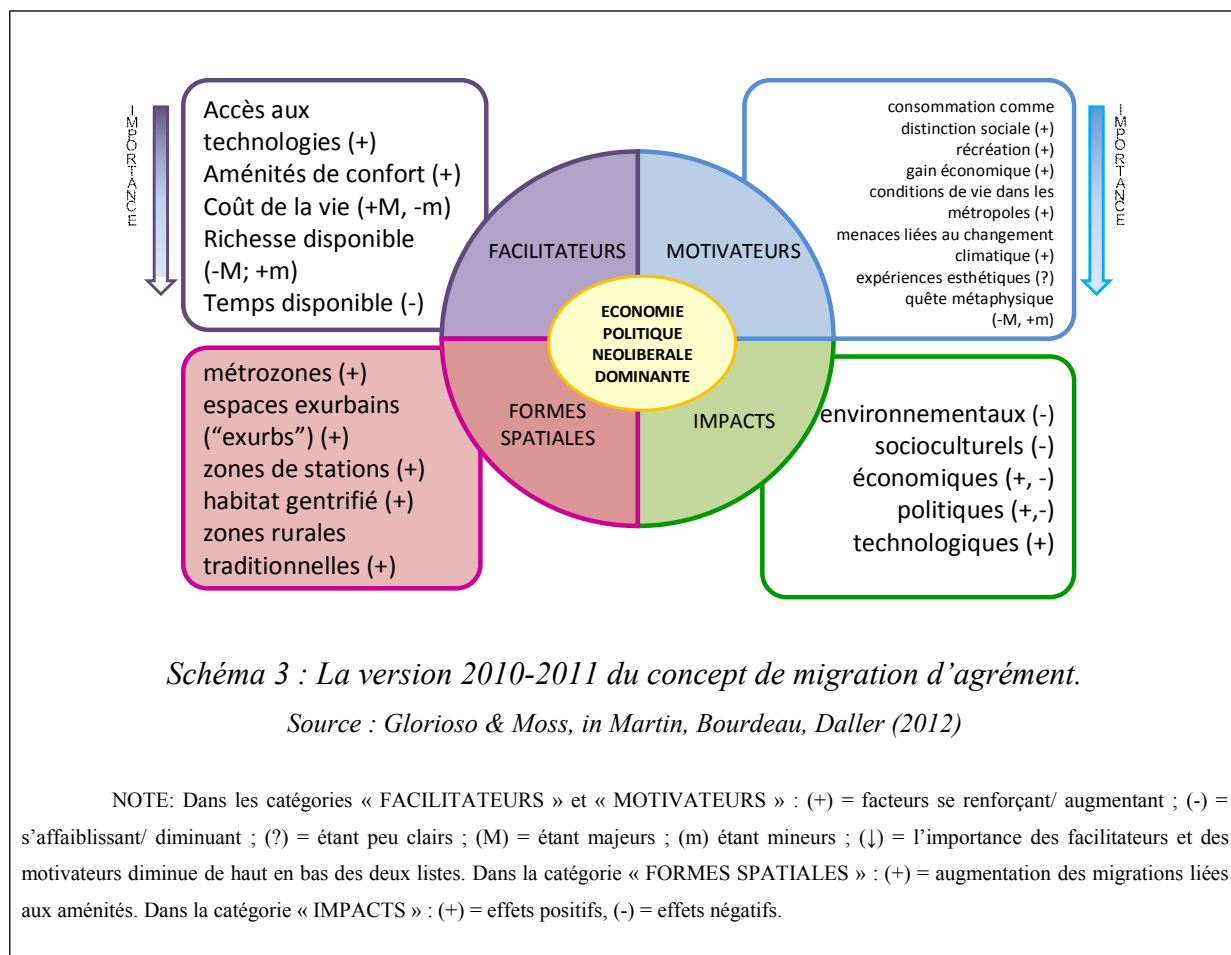 IMPORTANCE
Accès aux
technologies (+)
Aménités de confort (+)
Coût de la vie (+M, -m)
Richesse disponible
(-M; +m)
Temps disponible (-)
consommation comme
distinction sociale (+)
récréation (+)
gain économique (+)
conditions de vie dans les
métropoles (+)
menaces liées au changement
climatique (+)
expériences esthétiques (?)
quête métaphysique
(-M, +m)
IMPORTANCE
FACILITATEURS
MOTIVATEURS
ECONOMIE
POLITIQUE
NEOLIBERALE
DOMINANTE
FORMES
SPATIALES
IMPACTS
métrozones (+)
espaces exurbains
(“exurbs”) (+)
zones de stations (+)
habitat gentrifié (+)
zones rurales
traditionnelles (+)
environnementaux (-)
socioculturels (-)
économiques (+, -)
politiques (+,-)
technologiques (+)
Schéma 3 : La version 2010-2011 du concept de migration d’agrément.
Source : Glorioso & Moss, in Martin, Bourdeau, Daller (2012)
NOTE: Dans les catégories « FACILITATEURS » et « MOTIVATEURS » : (+) = facteurs se renforçant/ augmentant ; (-) =
s’affaiblissant/ diminuant ; (?) = étant peu clairs ; (M) = étant majeurs ; (m) étant mineurs ; (↓) = l’importance des facilitateurs et des
motivateurs diminue de haut en bas des deux listes. Dans la catégorie « FORMES SPATIALES » : (+) = augmentation des migrations liées
aux aménités. Dans la catégorie « IMPACTS » : (+) = effets positifs, (-) = effets négatifs.